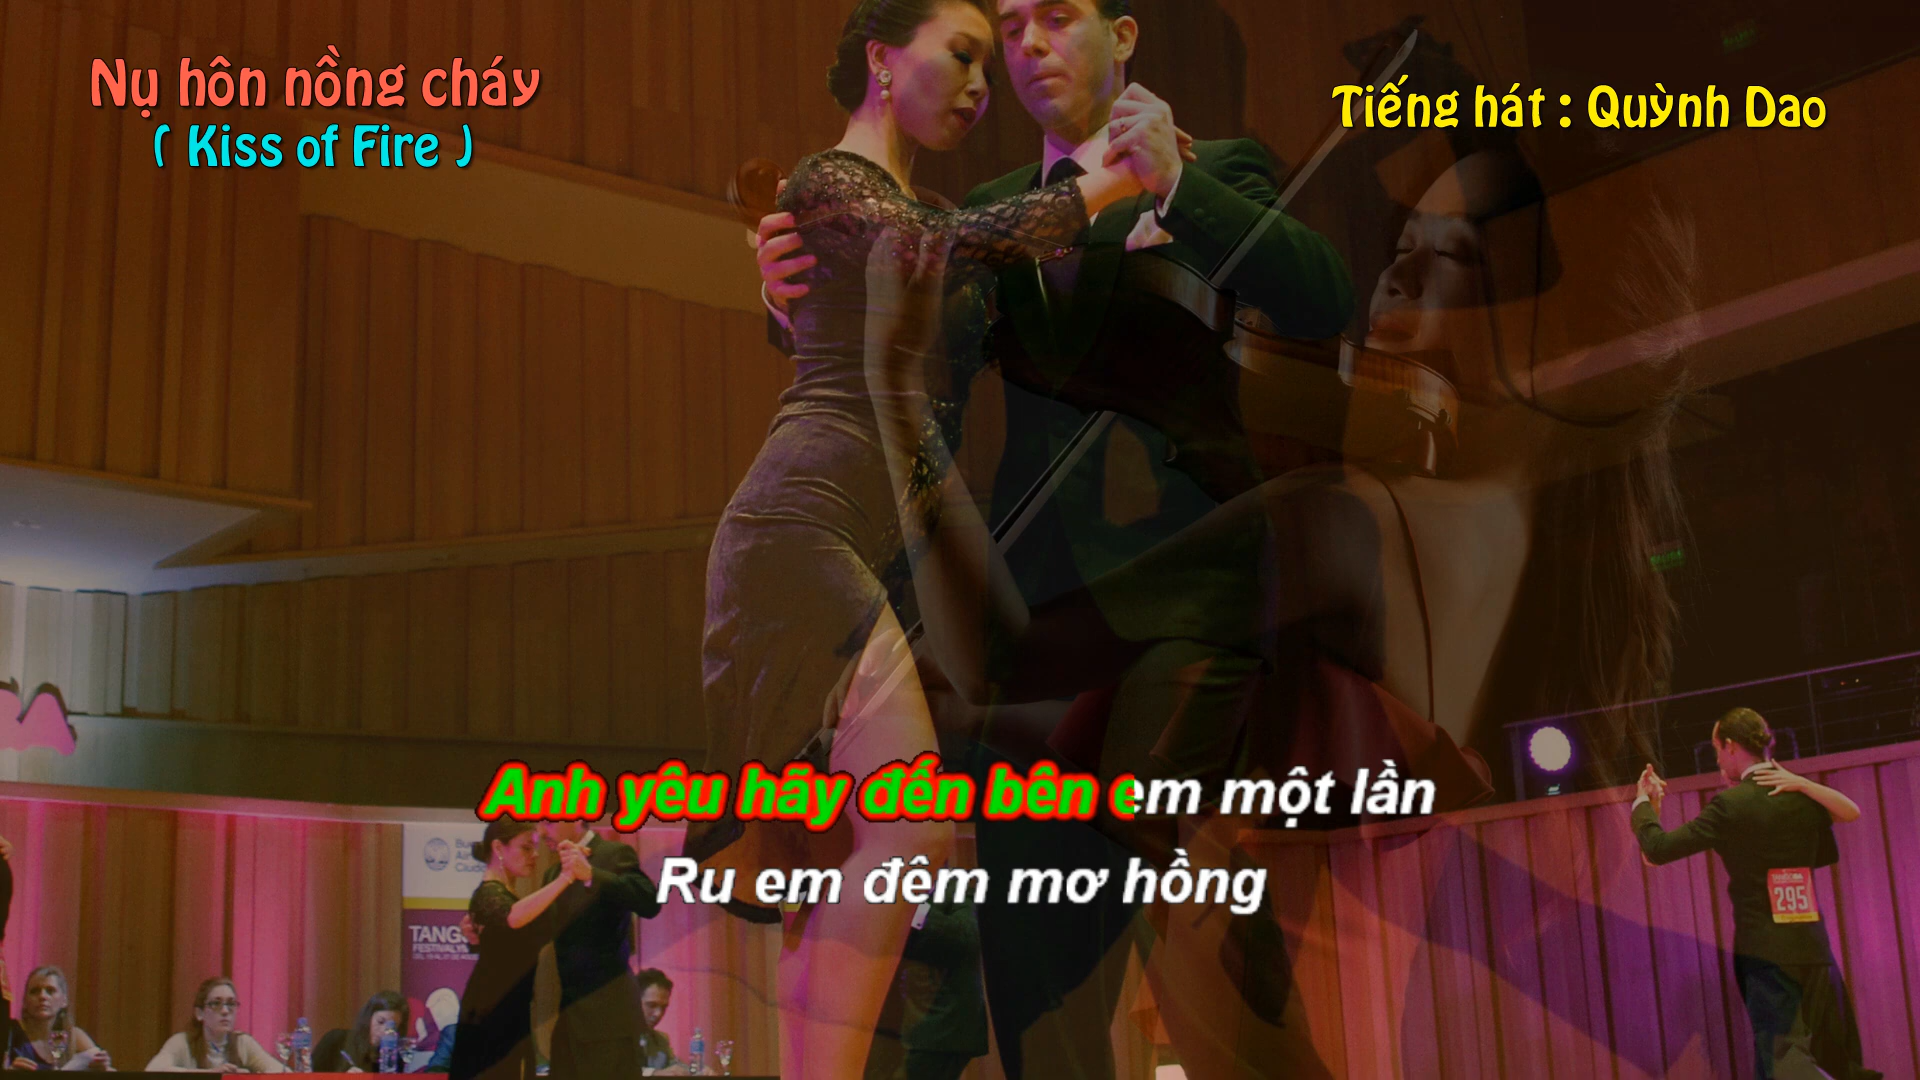 Nụ hôn nồng cháy
( Kiss of Fire )
Tiếng hát : Quỳnh Dao
Anh yêu hãy đến bên em một lần
Ru em đêm mơ hồng
TANGO
295